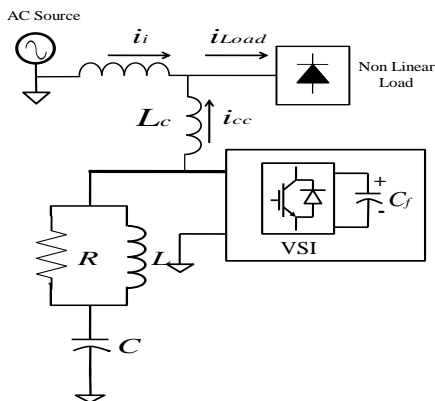 AC Source
i_i
i_Load
Non Linear
Load
L_c
i_cc
+
C_f
-
VSI
R
L
C